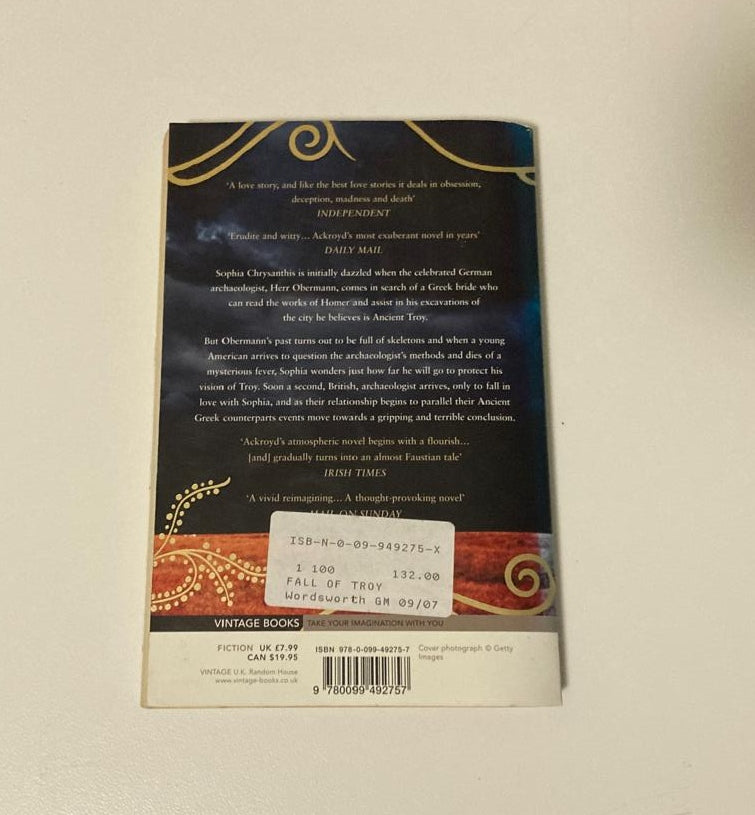 'A love story, and like the best love stories it deals in obsession,
deception, madness and death'
INDEPENDENT
'Erudite and witty... Ackroyd's most exuberant novel in years'
DAILY MAIL
Sophia Chrysanthis is initially dazzled when the celebrated German
archaeologist, Herr Obermann, comes in search of a Greek bride who
can read the works of Homer and assist in his excavations of
the city he believes is Ancient Troy.
But Obermann's past turns out to be full of skeletons and when a young
American arrives to question the archaeologist's methods and dies of a
mysterious fever, Sophia wonders just how far he will go to protect his
vision of Troy. Soon a second, British, archaeologist arrives, only to fall in
love with Sophia, and as their relationship begins to parallel their Ancient
Greek counterparts events move towards a gripping and terrible conclusion.
'Ackroyd's atmospheric novel begins with a flourish...
[and] gradually turns into an almost Faustian tale'
IRISH TIMES
'A vivid reimagining... A thought-provoking novel'
MAIL ON SUNDAY
ISB-N-0-09-949275-X
1 100 132.00
FALL OF TROY
Wordsworth GM 09/07
VINTAGE BOOKS TAKE YOUR IMAGINATION WITH YOU
FICTION UK £7.99
CAN $19.95
VINTAGE U.K. Random House
www.vintage-books.co.uk
ISBN 978-0-099-49275-7
9 780099 492757
Cover photograph © Getty
Images